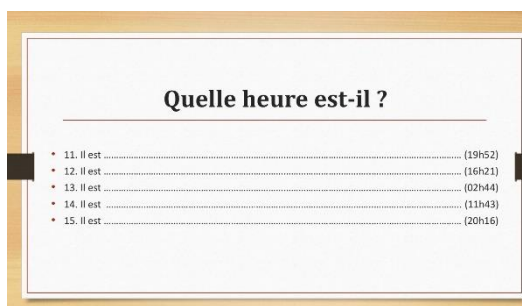 Quelle heure est-il ?
• 11. Il est ........................................................................................................ (19h52)
• 12. Il est ........................................................................................................ (16h21)
• 13. Il est ........................................................................................................ (02h44)
• 14. Il est ........................................................................................................ (11h43)
• 15. Il est ........................................................................................................ (20h16)